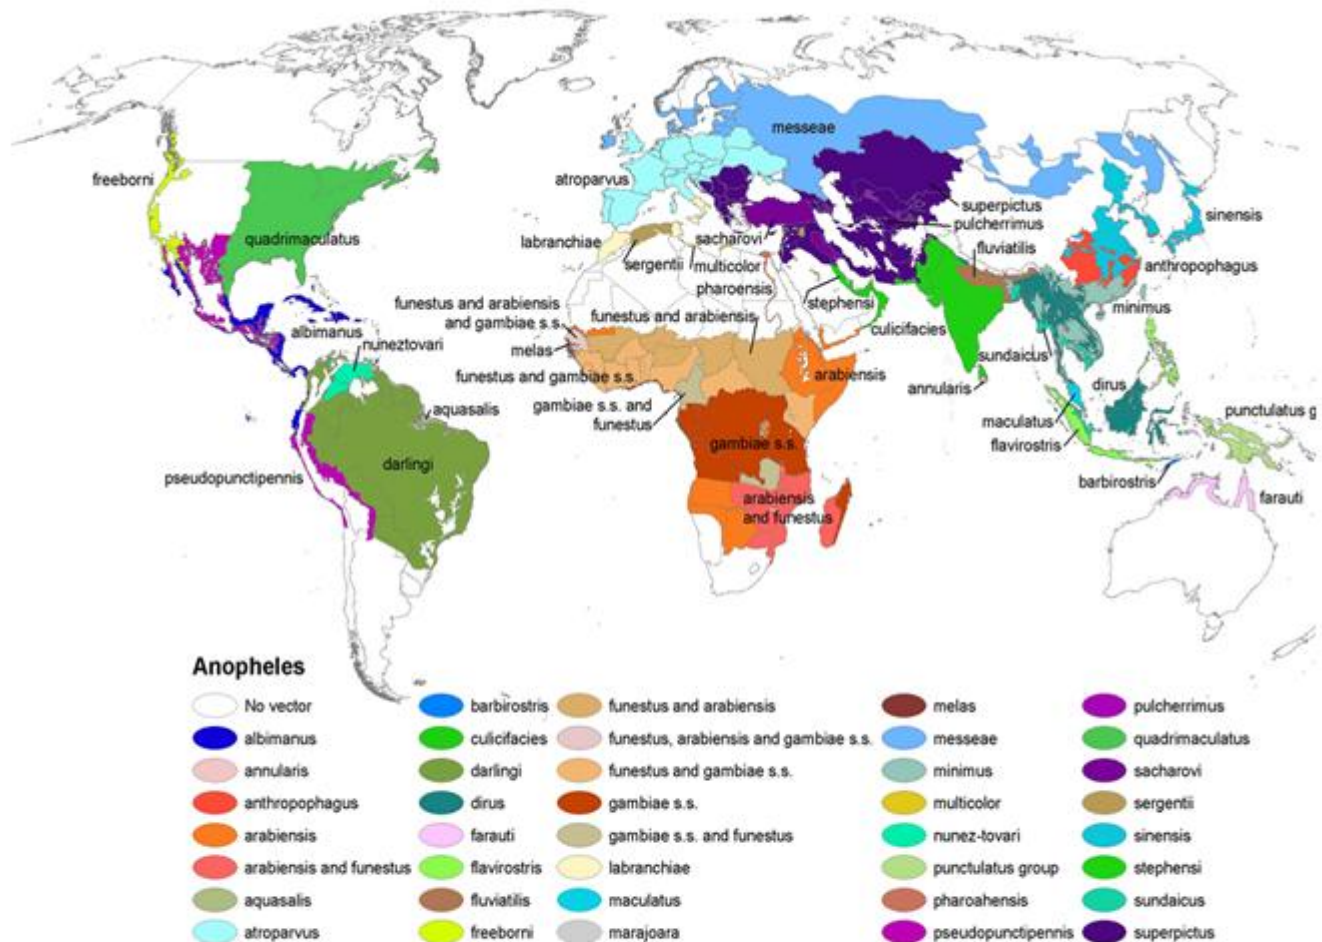 messeae
freeborni
atroparvus
superpictus
pulcherrimus
sinensis
quadrimaculatus
labranchiae
sacharovi
fluviatilis
sergentii
multicolor
anthropophagus
pharoensis
stephensi
minimus
funestus and arabiensis
and gambiae s.s.
funestus and arabiensis
albimanus
culicifacies
nuneztovari
melas
sundaicus
funestus and gambiae s.s.
arabiensis
annularis
dirus
aquasalis
gambiae s.s. and
funestus
maculatus
punctulatus g
gambiae s.s.
flavirostris
darlingi
pseudopunctipennis
barbirostris
arabiensis
and funestus
farauti
Anopheles
No vector
albimanus
annularis
anthropophagus
arabiensis
arabiensis and funestus
aquasalis
atroparvus
barbirostris
culicifacies
darlingi
dirus
farauti
flavirostris
fluviatilis
freeborni
funestus and arabiensis
funestus, arabiensis and gambiae s.s.
funestus and gambiae s.s.
gambiae s.s.
gambiae s.s. and funestus
labranchiae
maculatus
marajoara
melas
messeae
minimus
multicolor
nunez-tovari
punctulatus group
pharoahensis
pseudopunctipennis
pulcherrimus
quadrimaculatus
sacharovi
sergentii
sinensis
stephensi
sundaicus
superpictus